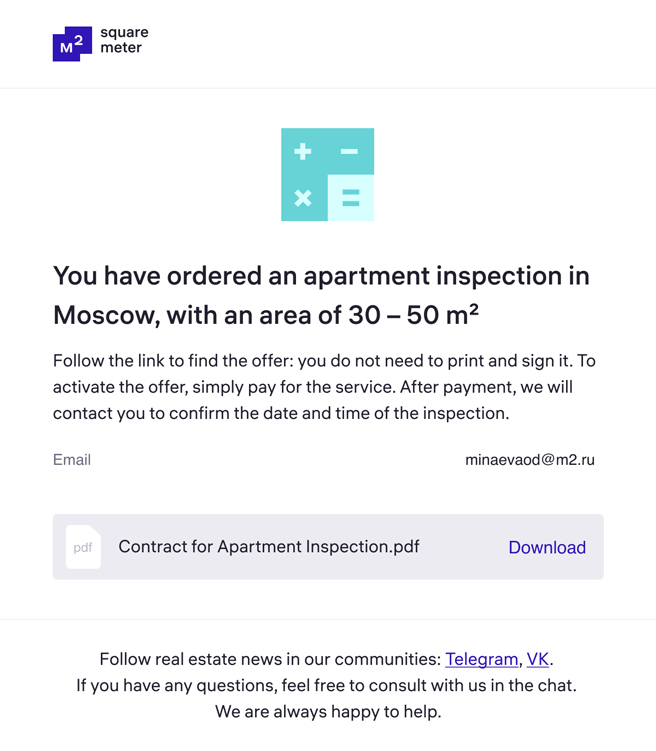 M²
square
meter
You have ordered an apartment inspection in
Moscow, with an area of 30 – 50 m²
Follow the link to find the offer: you do not need to print and sign it. To
activate the offer, simply pay for the service. After payment, we will
contact you to confirm the date and time of the inspection.
Email minaevaod@m2.ru
pdf Contract for Apartment Inspection.pdf Download
Follow real estate news in our communities: Telegram, VK.
If you have any questions, feel free to consult with us in the chat.
We are always happy to help.